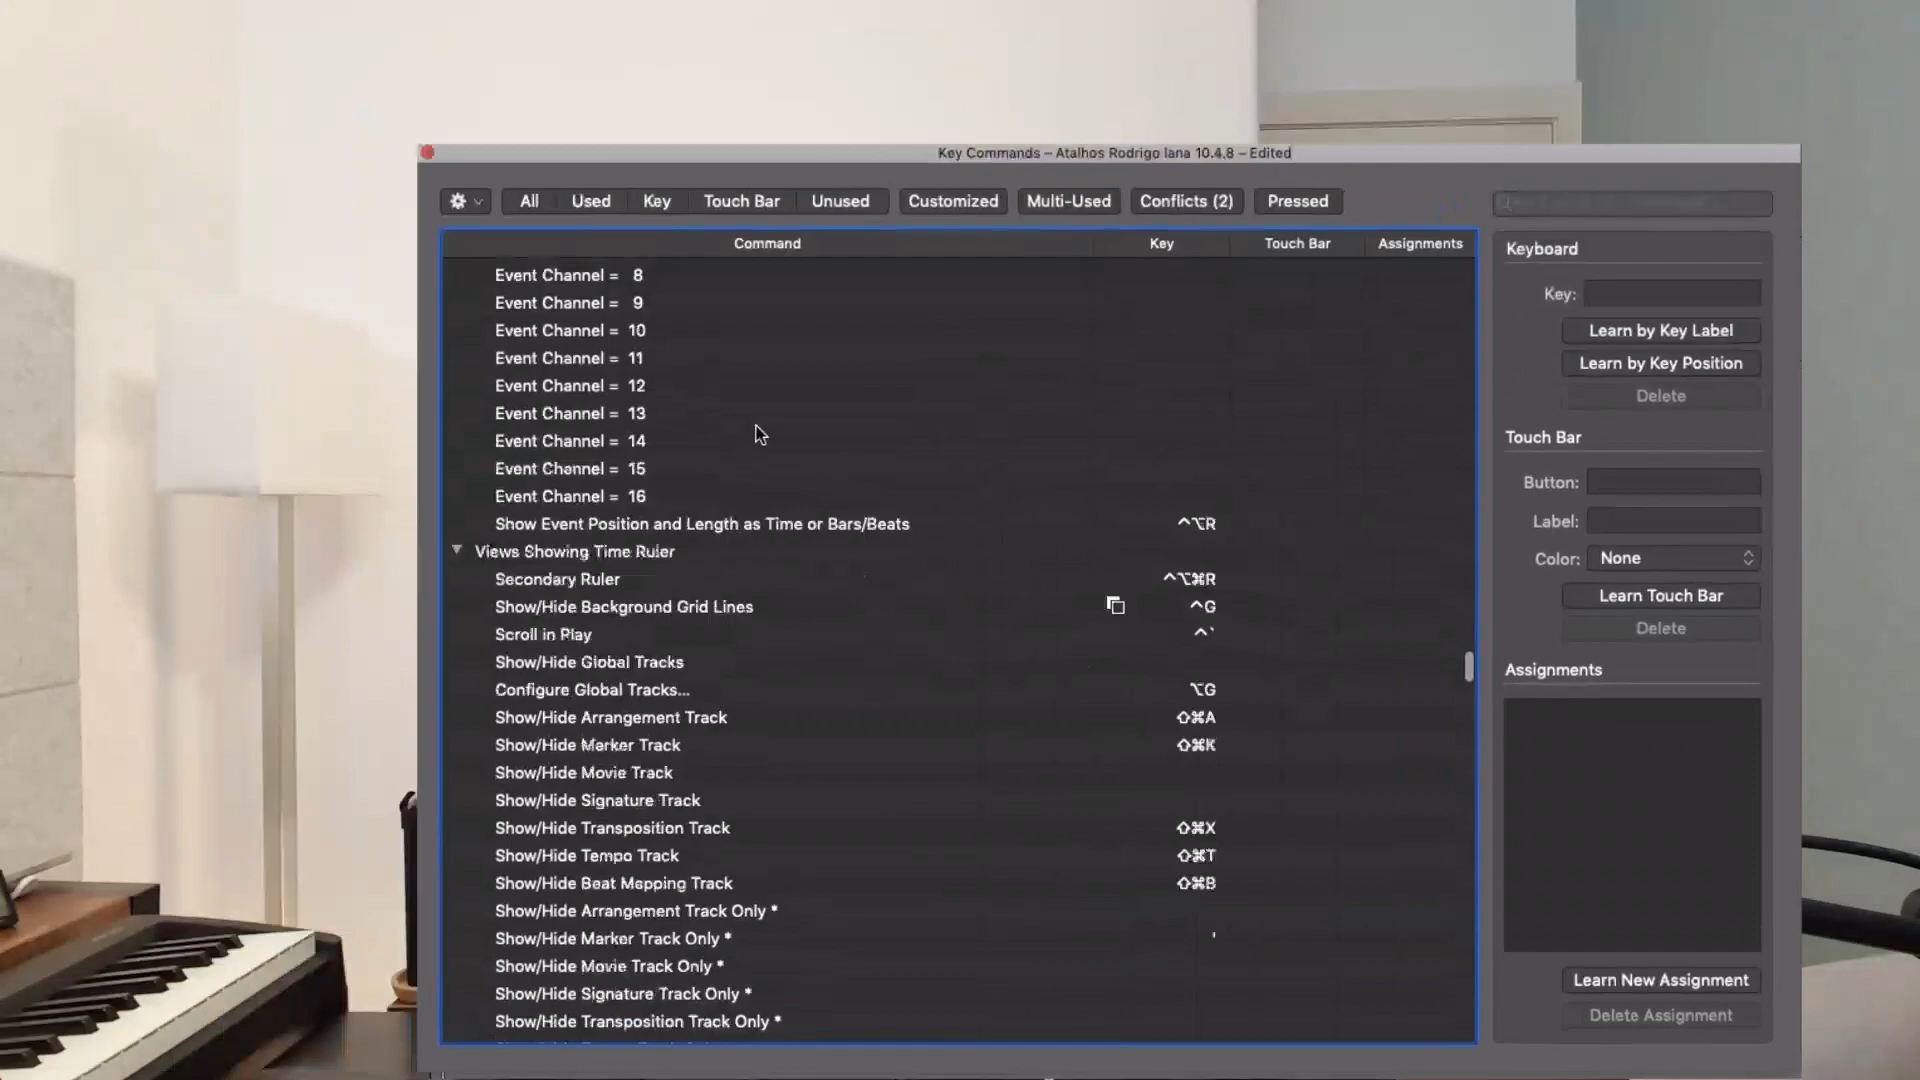 Key Commands – Atalhos Rodrigo Iana 10.4.8 – Edited
All Used Key Touch Bar Unused Customized Multi-Used Conflicts (2) Pressed
Command Key Touch Bar Assignments
Event Channel = 8
Event Channel = 9
Event Channel = 10
Event Channel = 11
Event Channel = 12
Event Channel = 13
Event Channel = 14
Event Channel = 15
Event Channel = 16
Show Event Position and Length as Time or Bars/Beats ⌃⌥R
Views Showing Time Ruler
Secondary Ruler ⌃⌥⌘R
Show/Hide Background Grid Lines ⌃G
Scroll in Play ⌃`
Show/Hide Global Tracks
Configure Global Tracks... ⌥G
Show/Hide Arrangement Track ⇧⌘A
Show/Hide Marker Track ⇧⌘K
Show/Hide Movie Track
Show/Hide Signature Track
Show/Hide Transposition Track ⇧⌘X
Show/Hide Tempo Track ⇧⌘T
Show/Hide Beat Mapping Track ⇧⌘B
Show/Hide Arrangement Track Only *
Show/Hide Marker Track Only * '
Show/Hide Movie Track Only *
Show/Hide Signature Track Only *
Show/Hide Transposition Track Only *
Keyboard
Key:
Learn by Key Label
Learn by Key Position
Delete
Touch Bar
Button:
Label:
Color: None
Learn Touch Bar
Delete
Assignments
Learn New Assignment
Delete Assignment